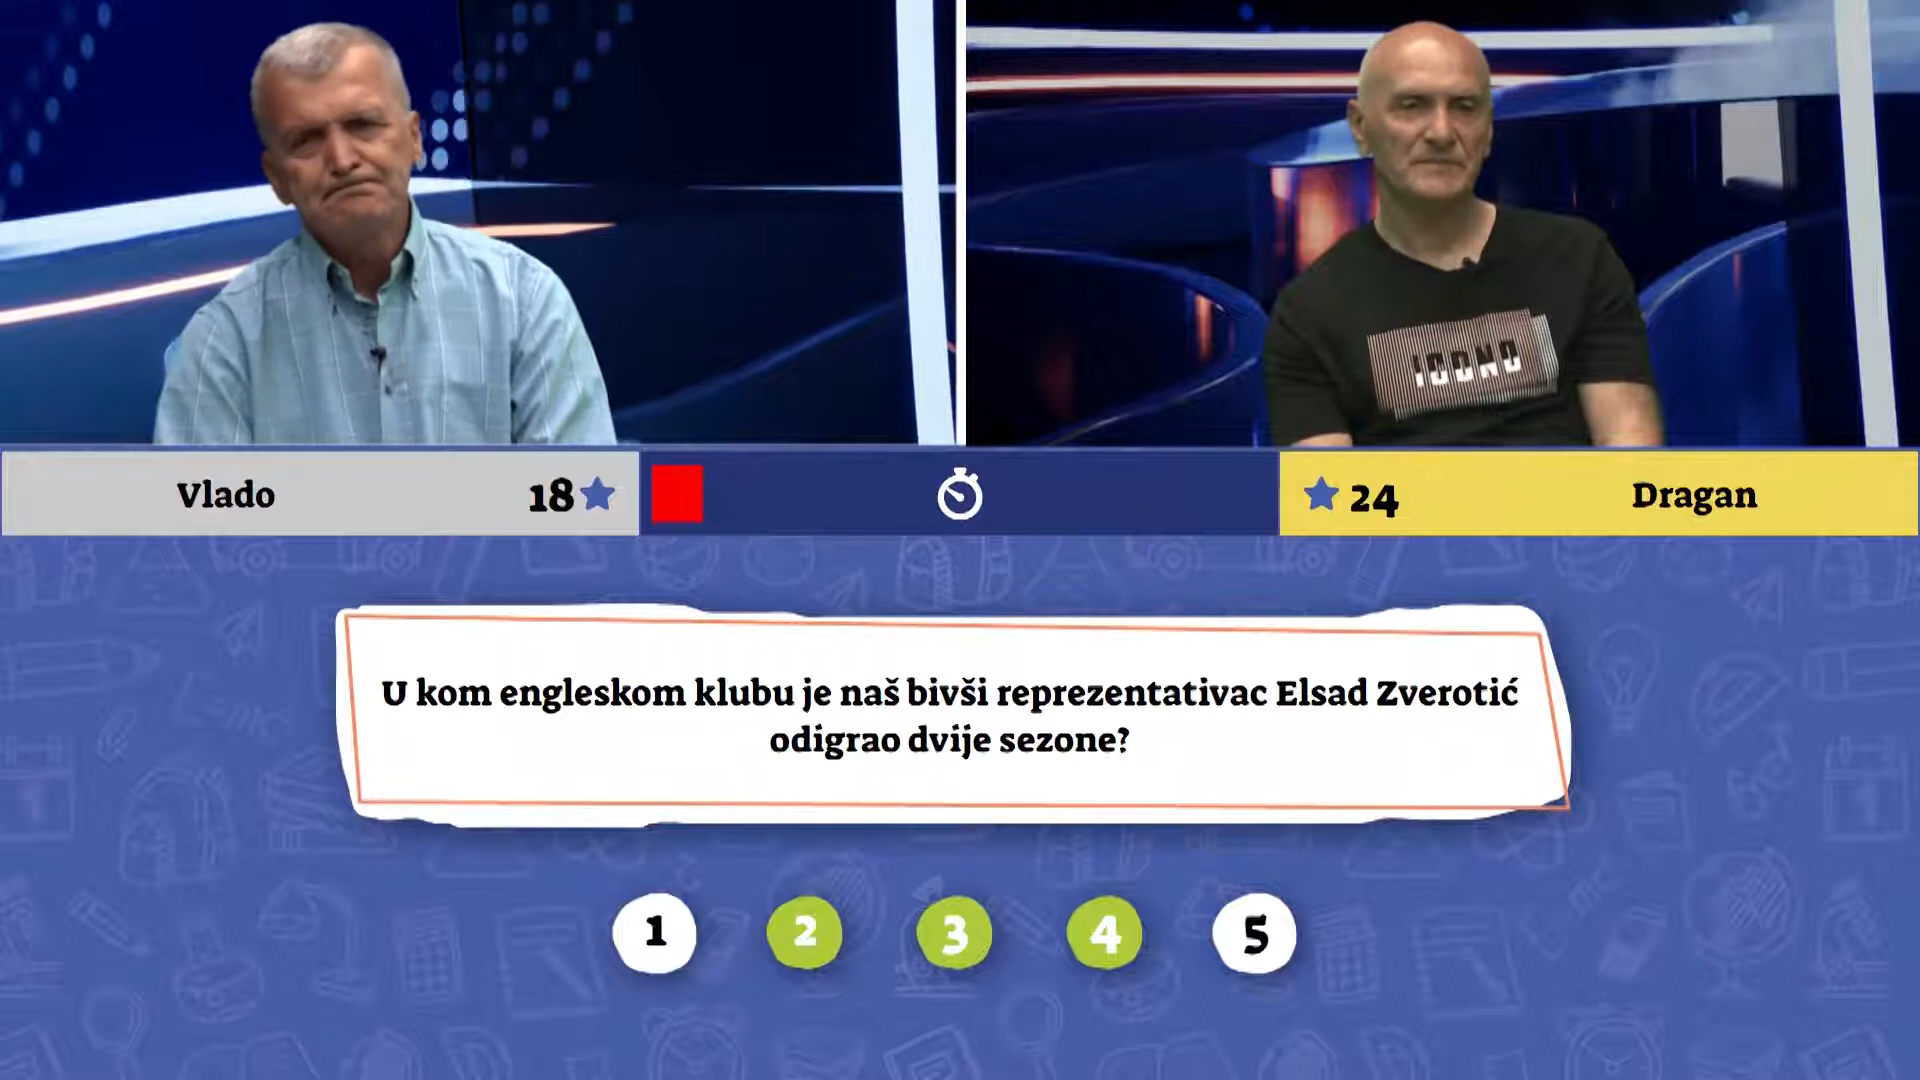 ICONO
Vlado
18
24
Dragan
U kom engleskom klubu je naš bivši reprezentativac Elsad Zverotić
odigrao dvije sezone?
1
2
3
4
5